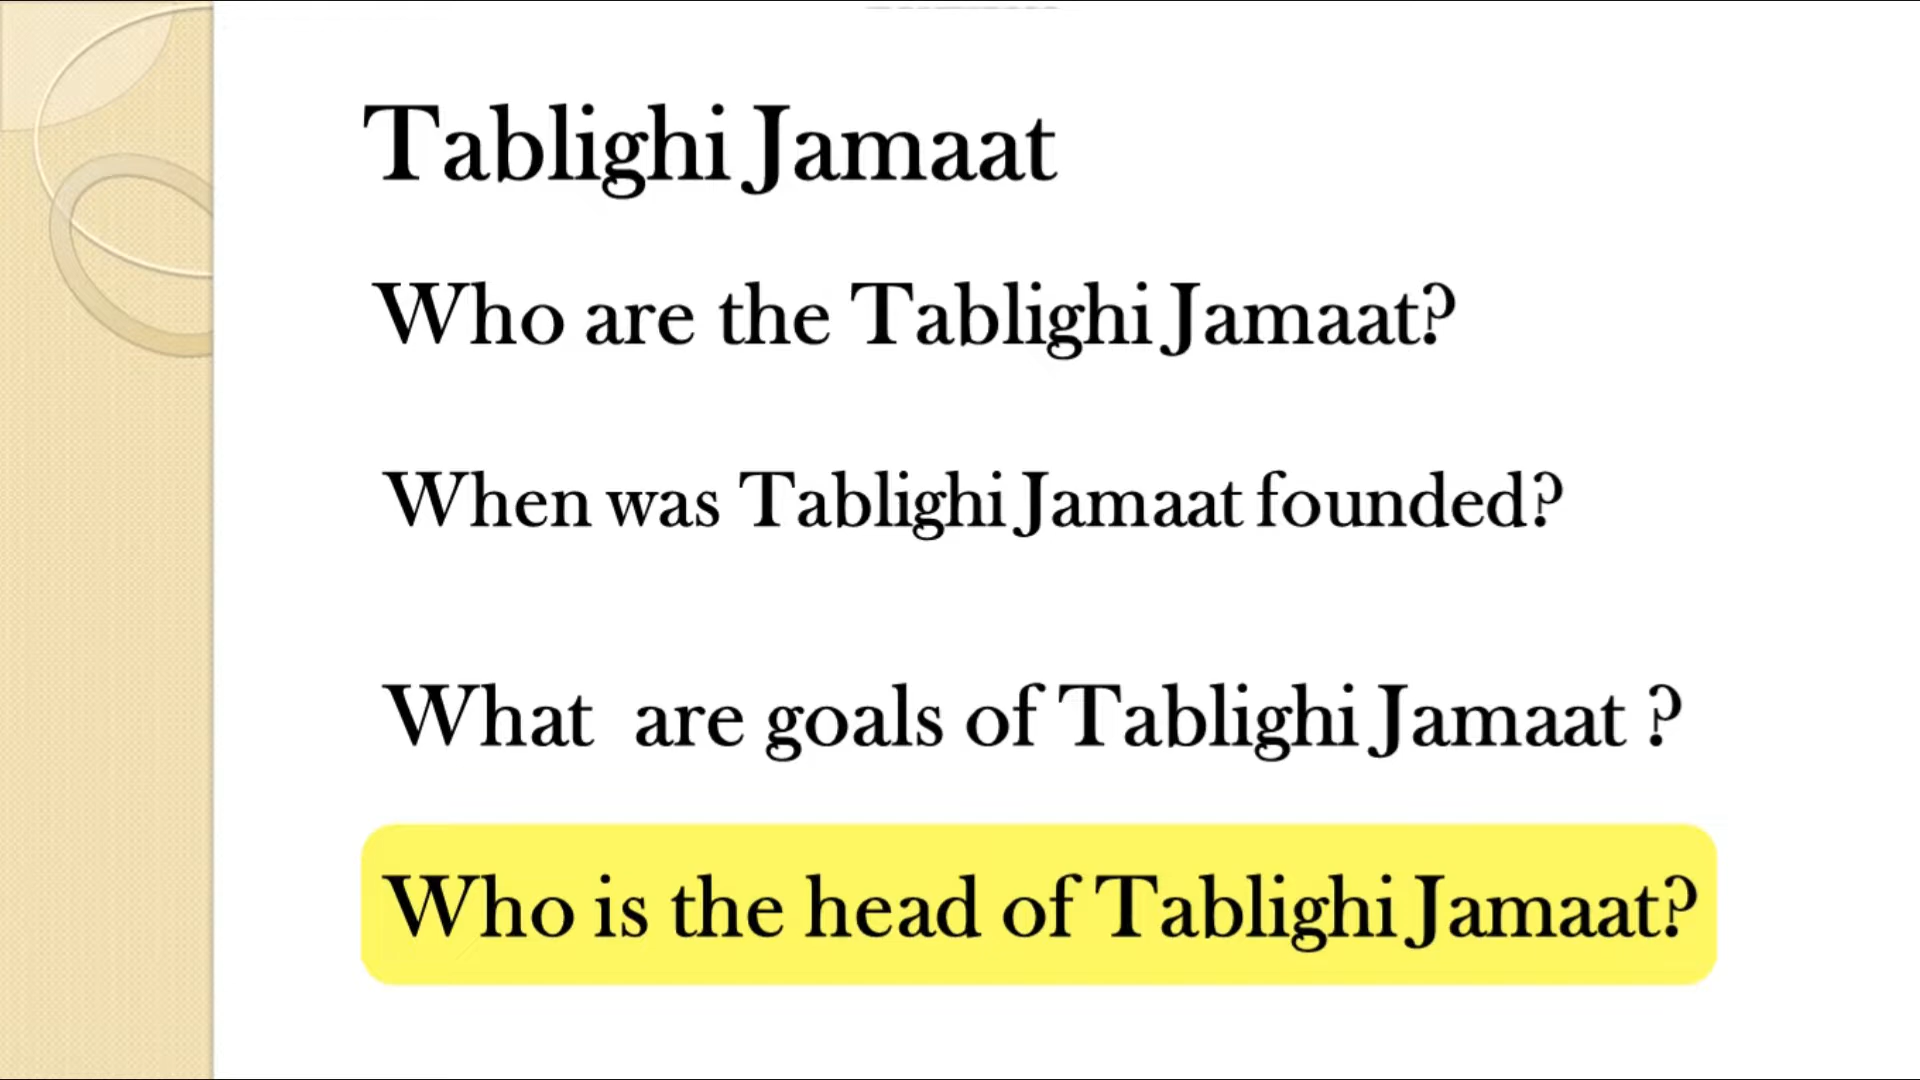 Tablighi Jamaat
Who are the Tablighi Jamaat?
When was Tablighi Jamaat founded?
What are goals of Tablighi Jamaat ?
Who is the head of Tablighi Jamaat?